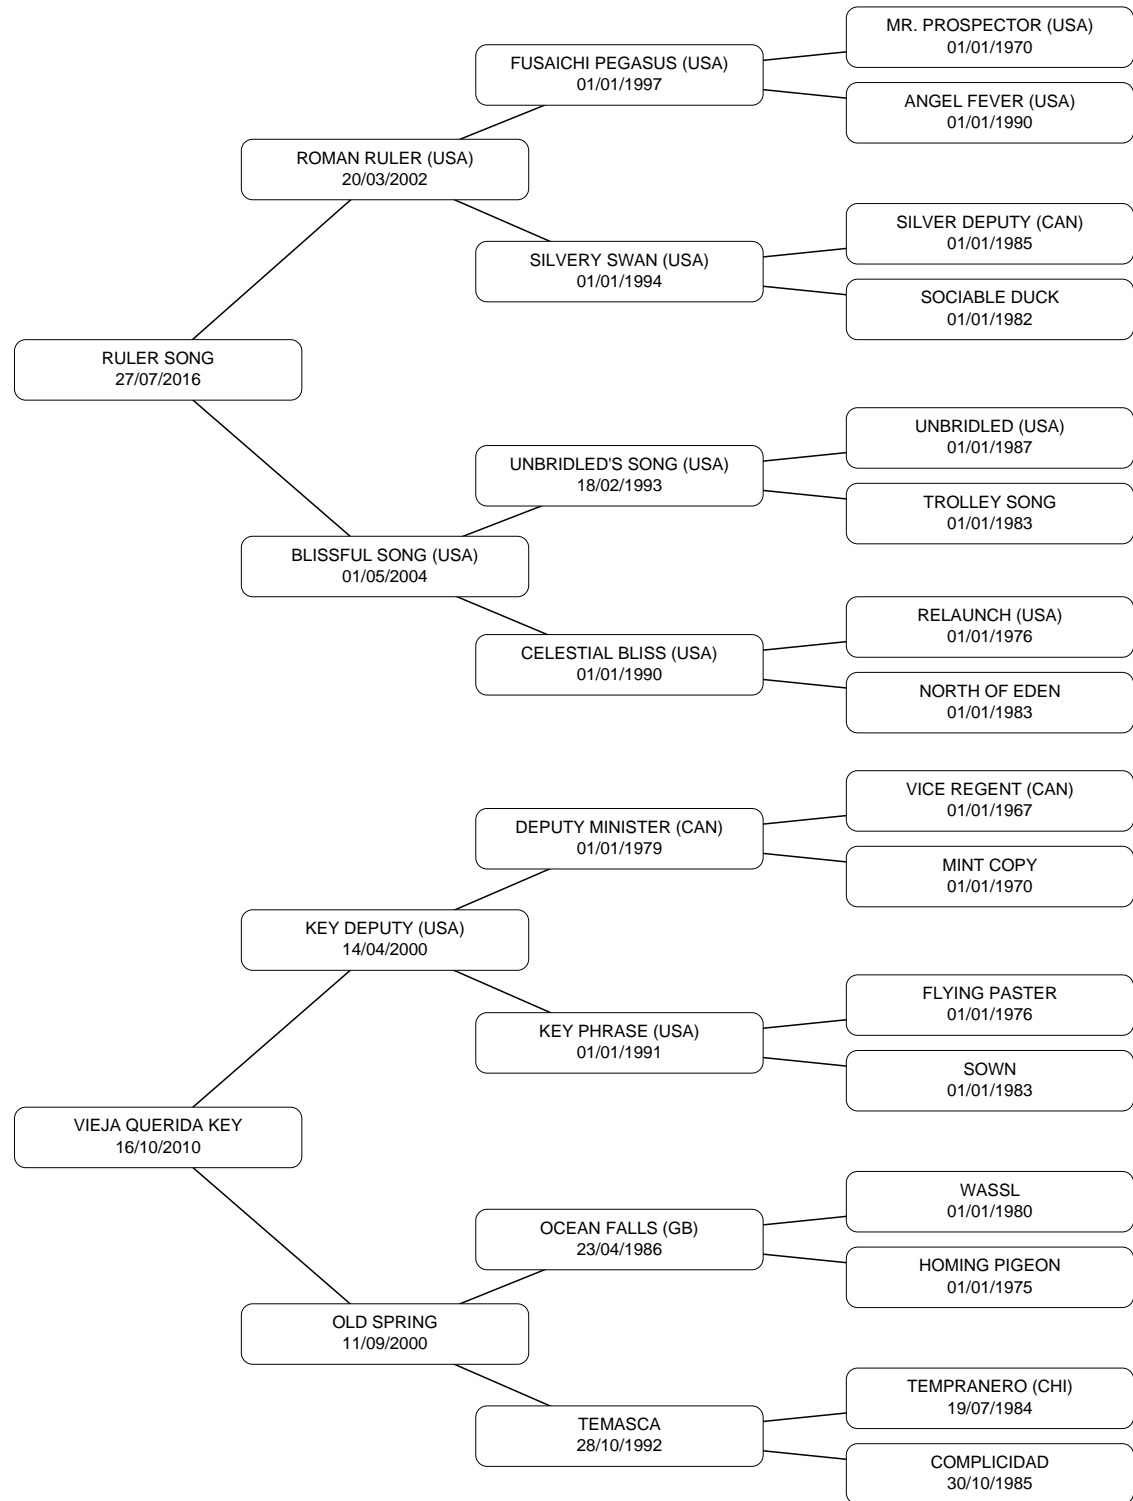 MR. PROSPECTOR (USA)
01/01/1970
FUSAICHI PEGASUS (USA)
01/01/1997
ANGEL FEVER (USA)
01/01/1990
ROMAN RULER (USA)
20/03/2002
SILVER DEPUTY (CAN)
01/01/1985
SILVERY SWAN (USA)
01/01/1994
SOCIABLE DUCK
01/01/1982
RULER SONG
27/07/2016
UNBRIDLED (USA)
01/01/1987
UNBRIDLED'S SONG (USA)
18/02/1993
TROLLEY SONG
01/01/1983
BLISSFUL SONG (USA)
01/05/2004
RELAUNCH (USA)
01/01/1976
CELESTIAL BLISS (USA)
01/01/1990
NORTH OF EDEN
01/01/1983
VICE REGENT (CAN)
01/01/1967
DEPUTY MINISTER (CAN)
01/01/1979
MINT COPY
01/01/1970
KEY DEPUTY (USA)
14/04/2000
FLYING PASTER
01/01/1976
KEY PHRASE (USA)
01/01/1991
SOWN
01/01/1983
VIEJA QUERIDA KEY
16/10/2010
WASSL
01/01/1980
OCEAN FALLS (GB)
23/04/1986
HOMING PIGEON
01/01/1975
OLD SPRING
11/09/2000
TEMPRANERO (CHI)
19/07/1984
TEMASCA
28/10/1992
COMPLICIDAD
30/10/1985